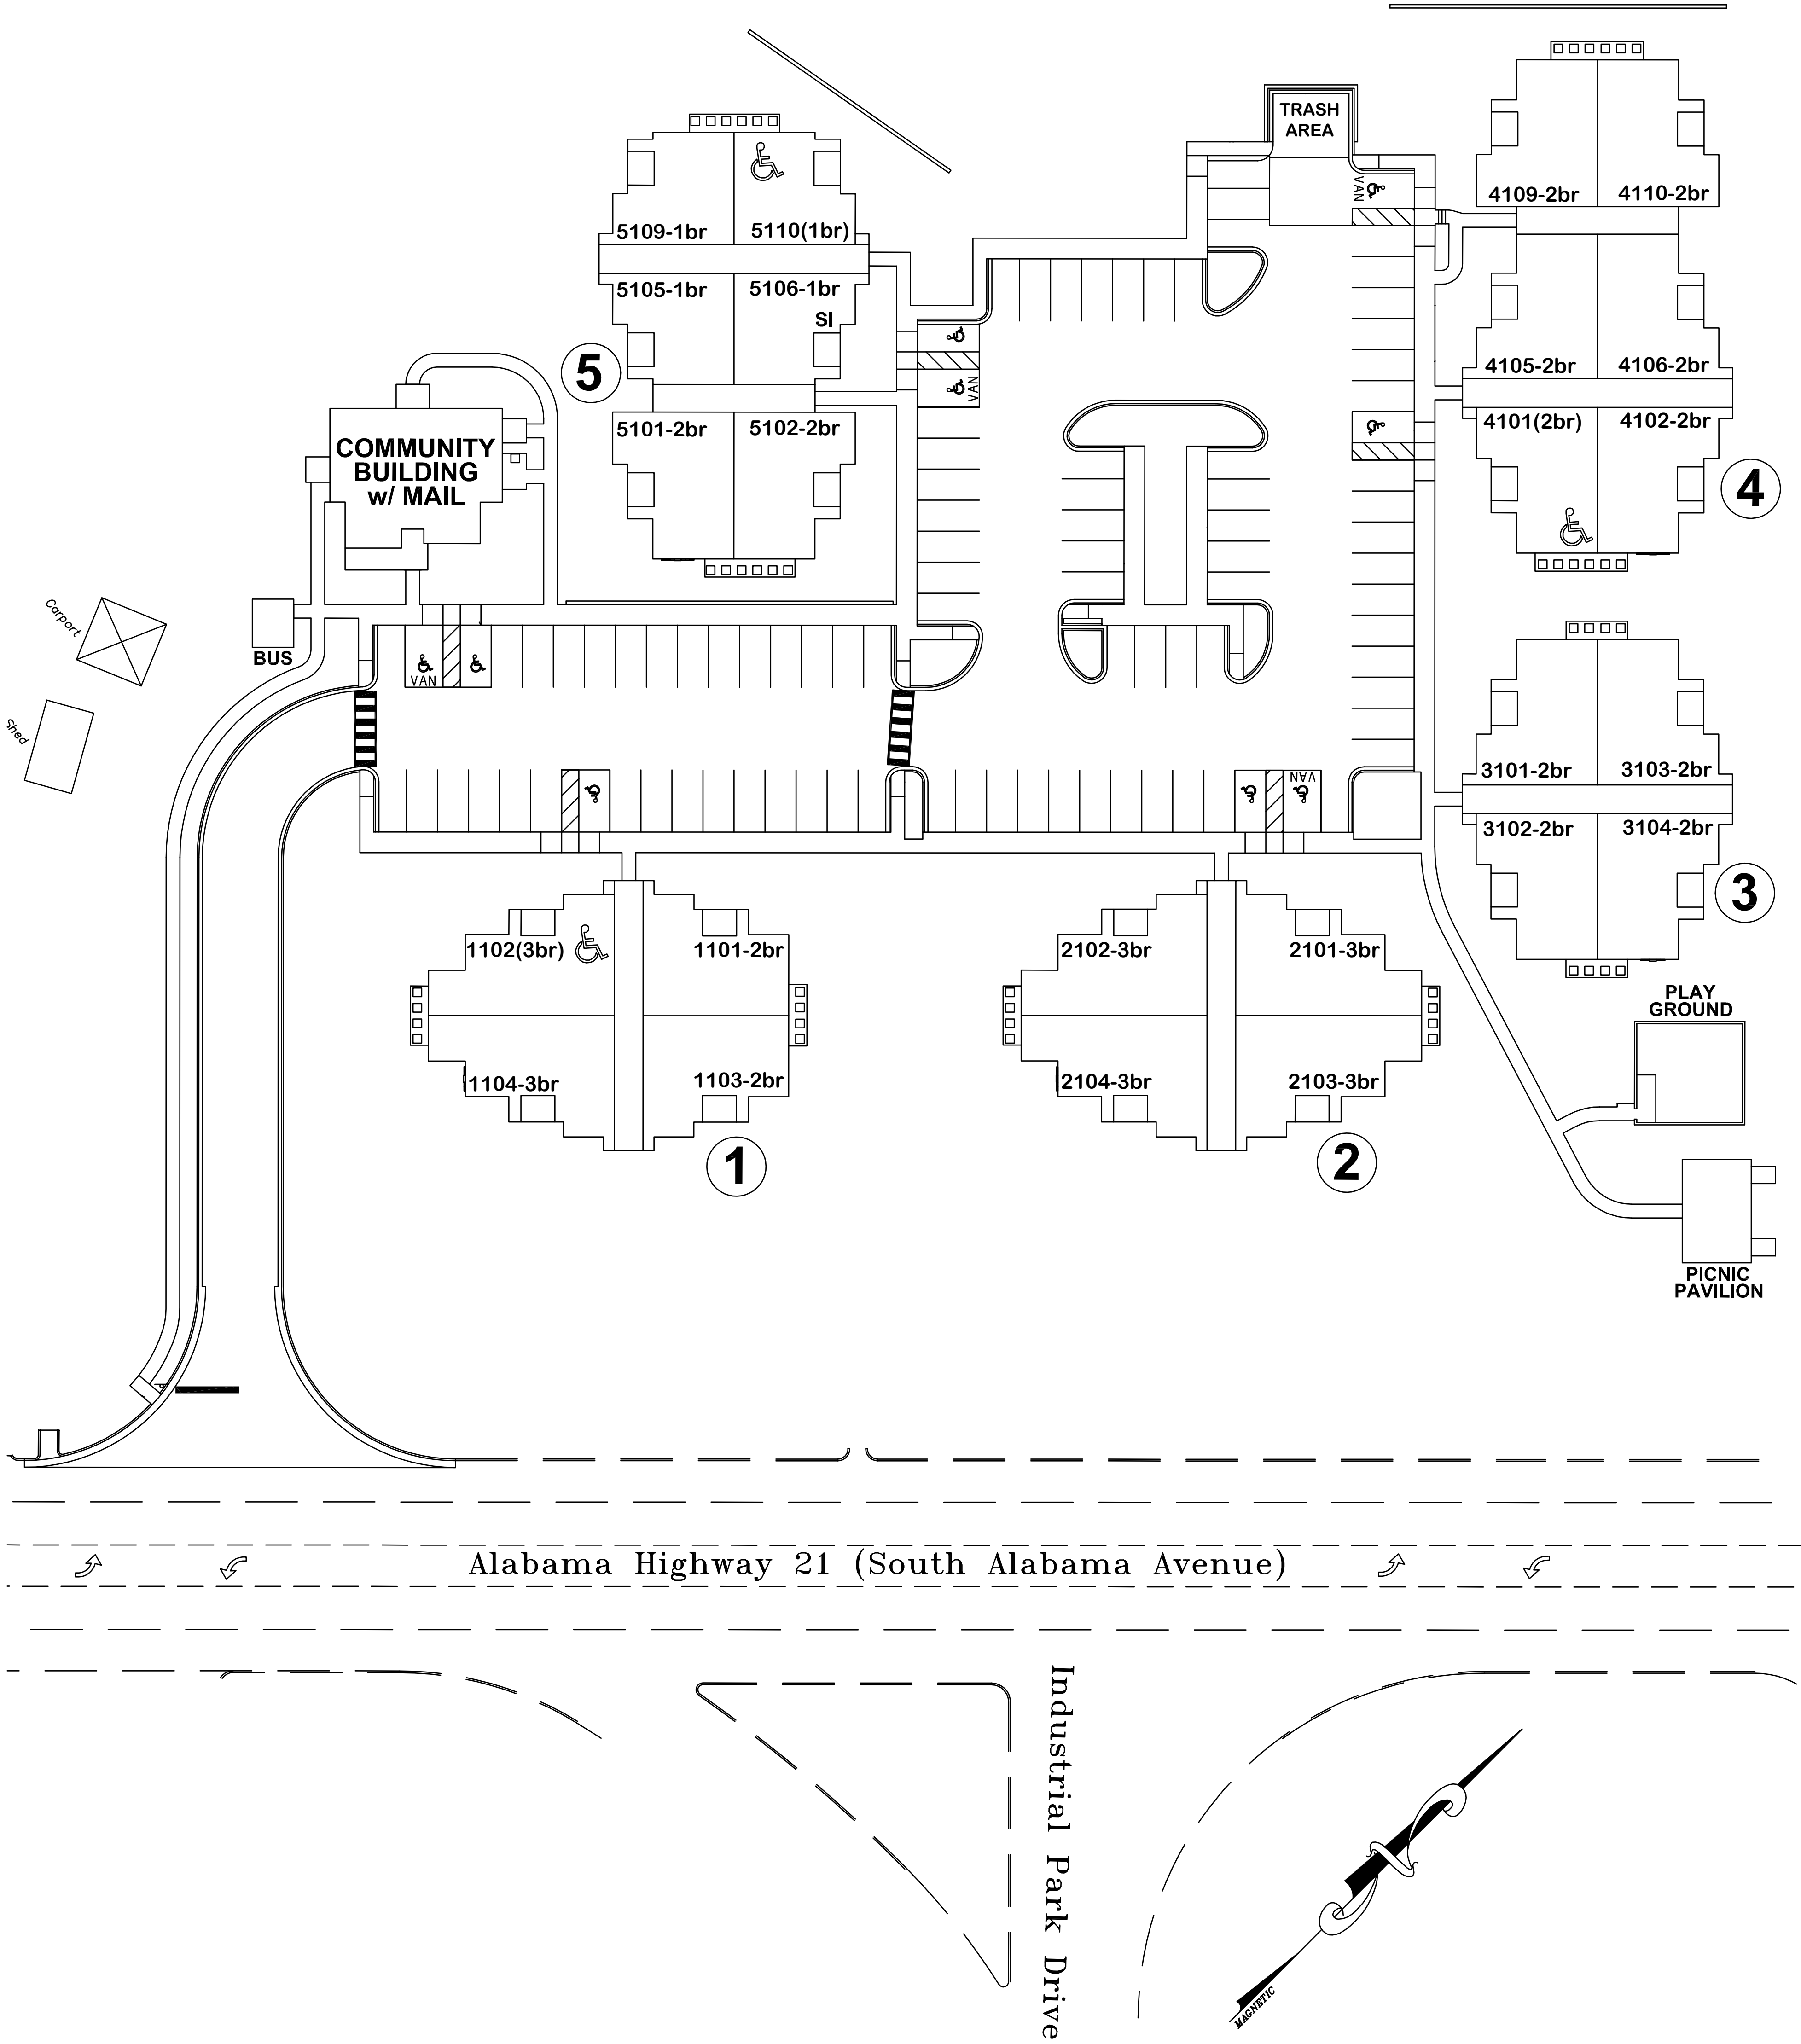 TRASH
AREA
VAN
4109-2br
4110-2br
5109-1br
5110(1br)
5105-1br
5106-1br
SI
5
VAN
4105-2br
4106-2br
4101(2br)
4102-2br
4
5101-2br
5102-2br
COMMUNITY
BUILDING
w/ MAIL
Carport
BUS
VAN
Shed
3101-2br
3103-2br
VAN
3102-2br
3104-2br
3
1102(3br)
1101-2br
2102-3br
2101-3br
PLAY
GROUND
1104-3br
1103-2br
2104-3br
2103-3br
1
2
PICNIC
PAVILION
Alabama Highway 21 (South Alabama Avenue)
Industrial Park Drive
MAGNETIC